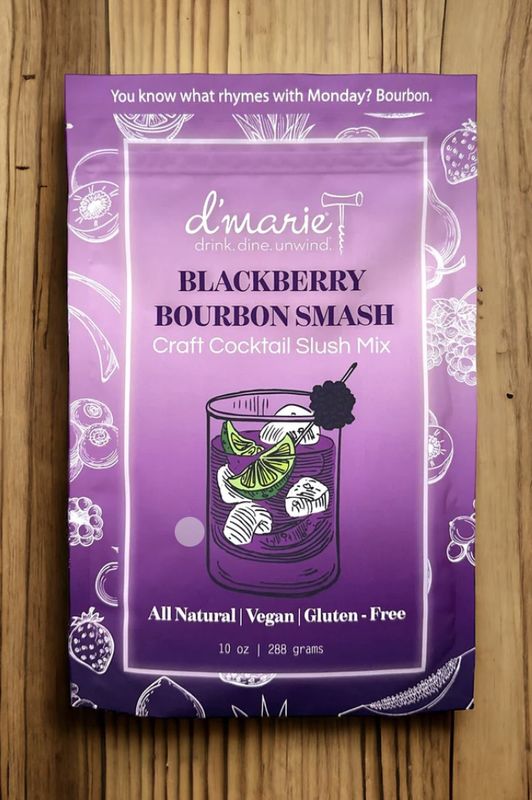 You know what rhymes with Monday? Bourbon.
d'marie®
drink. dine. unwind.®
BLACKBERRY
BOURBON SMASH
Craft Cocktail Slush Mix
All Natural | Vegan | Gluten - Free
10 oz | 288 grams